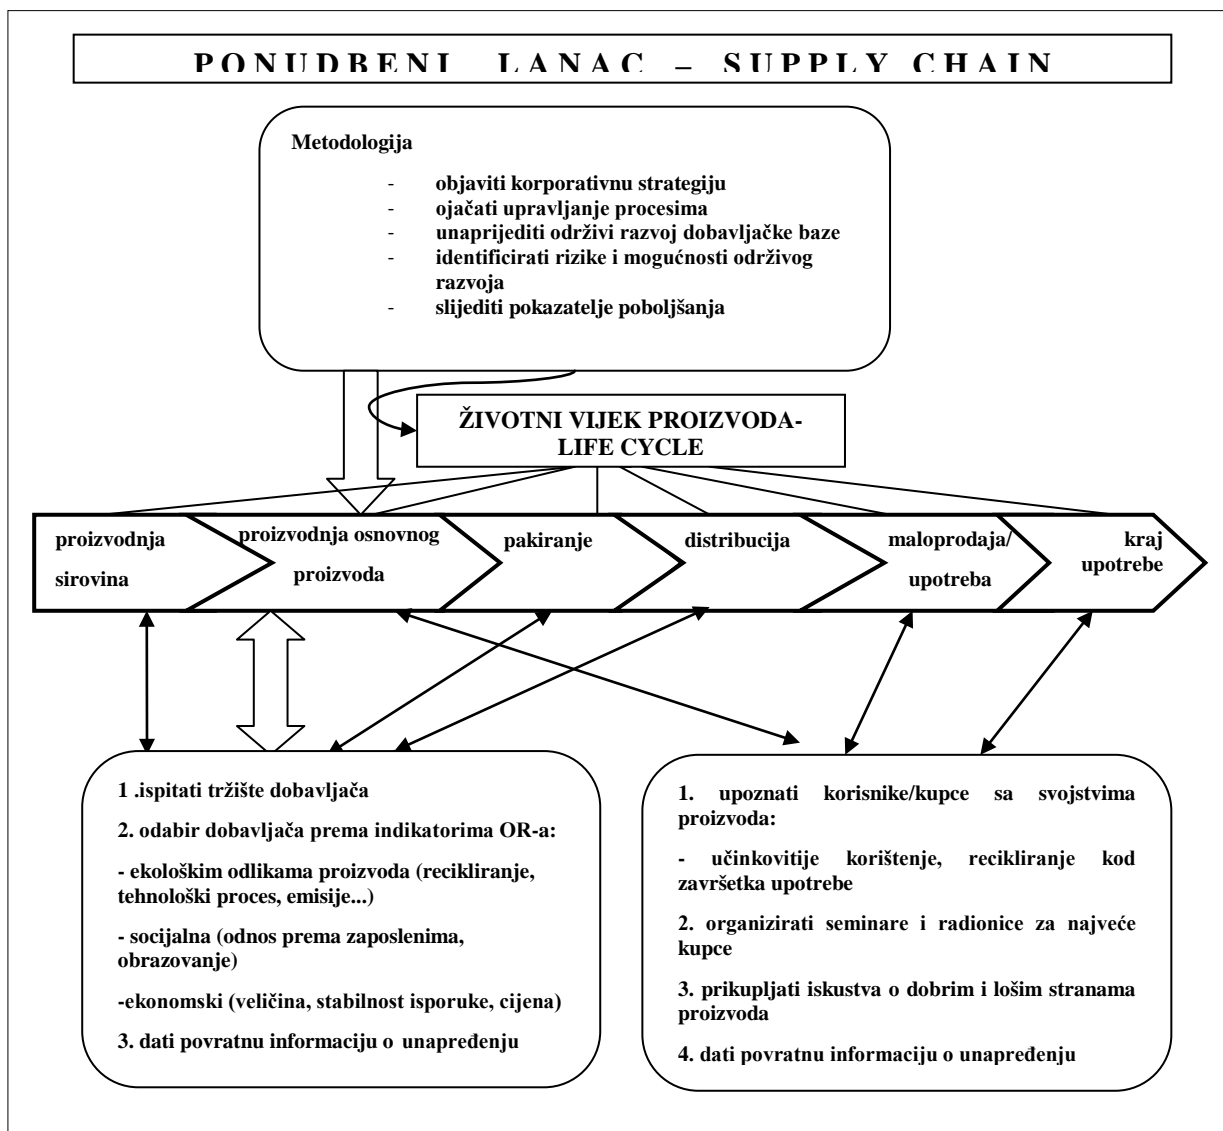 PONUDBENI LANAC – SUPPLY CHAIN
Metodologija
- objaviti korporativnu strategiju
- ojačati upravljanje procesima
- unaprijediti održivi razvoj dobavljačke baze
- identificirati rizike i mogućnosti održivog
razvoja
- slijediti pokazatelje poboljšanja
ŽIVOTNI VIJEK PROIZVODA-
LIFE CYCLE
proizvodnja
sirovina
proizvodnja osnovnog
proizvoda
pakiranje
distribucija
maloprodaja/
upotreba
kraj
upotrebe
1 .ispitati tržište dobavljača
2. odabir dobavljača prema indikatorima OR-a:
- ekološkim odlikama proizvoda (recikliranje,
tehnološki proces, emisije...)
- socijalna (odnos prema zaposlenima,
obrazovanje)
-ekonomski (veličina, stabilnost isporuke, cijena)
3. dati povratnu informaciju o unapređenju
1. upoznati korisnike/kupce sa svojstvima
proizvoda:
- učinkovitije korištenje, recikliranje kod
završetka upotrebe
2. organizirati seminare i radionice za najveće
kupce
3. prikupljati iskustva o dobrim i lošim stranama
proizvoda
4. dati povratnu informaciju o unapređenju